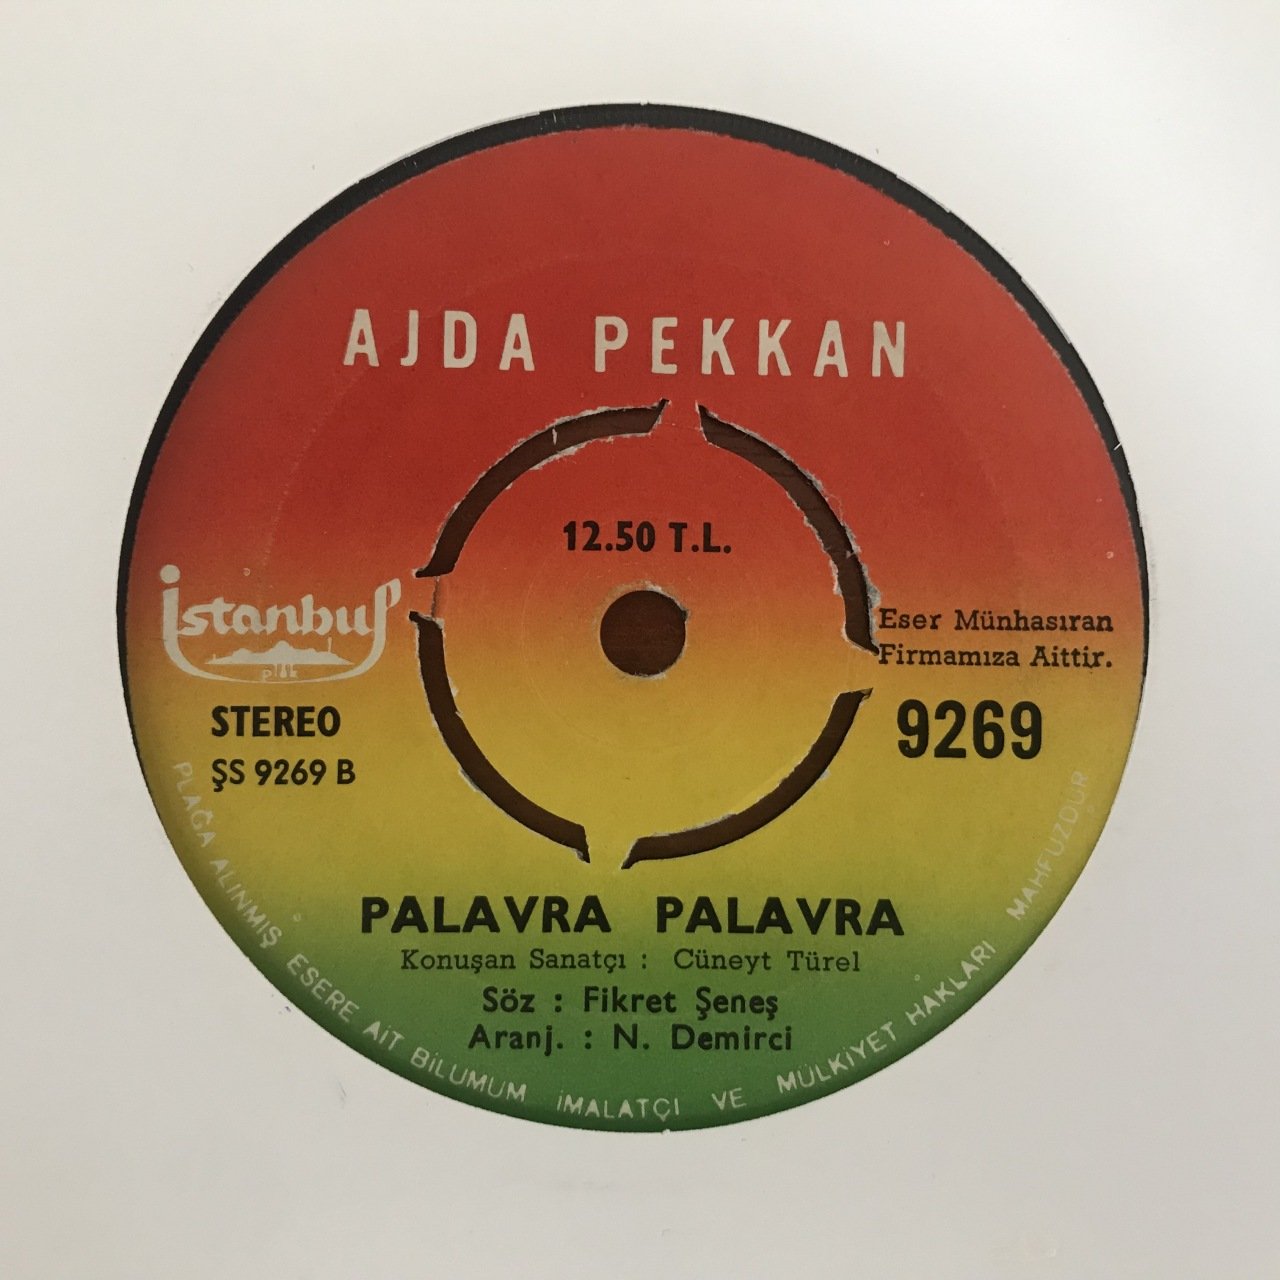 AJDA PEKKAN
12.50 T.L.
istanbul
plak
Eser Münhasıran
Firmamıza Aittir.
STEREO
ŞS 9269 B
9269
PALAVRA PALAVRA
Konuşan Sanatçı : Cüneyt Türel
Söz : Fikret Şeneş
Aranj. : N. Demirci
PLAĞA ALINMIŞ ESERE AİT BİLUMUM İMALATÇI VE MÜLKİYET HAKLARI MAHFUZDUR